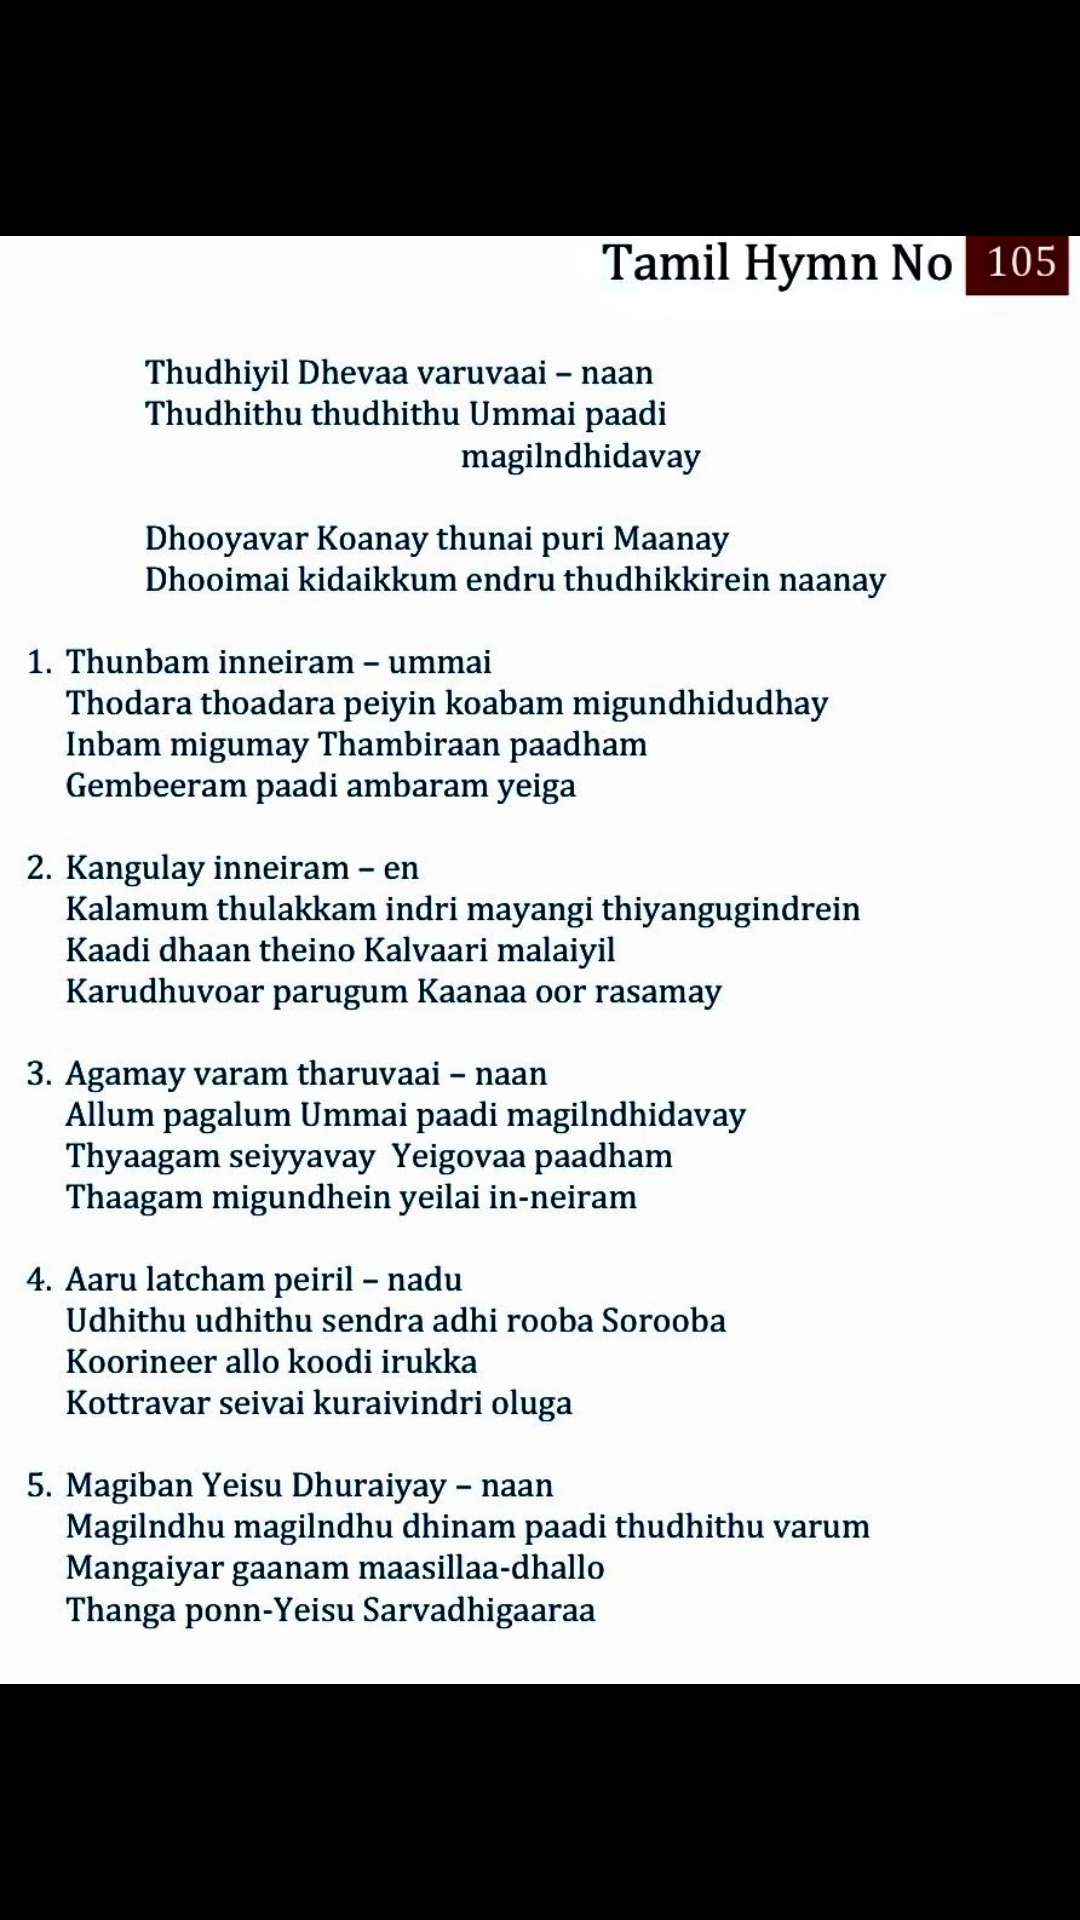 Tamil Hymn No 105
Thudhiyil Dhevaa varuvaai – naan
Thudhithu thudhithu Ummai paadi
magilndhidavay
Dhooyavar Koanay thunai puri Maanay
Dhooimai kidaikkum endru thudhikkirein naanay
1. Thunbam inneiram – ummai
Thodara thoadara peiyin koabam migundhidudhay
Inbam migumay Thambiraan paadham
Gembeeram paadi ambaram yeiga
2. Kangulay inneiram – en
Kalamum thulakkam indri mayangi thiyangugindrein
Kaadi dhaan theino Kalvaari malaiyil
Karudhuvoar parugum Kaanaa oor rasamay
3. Agamay varam tharuvaai – naan
Allum pagalum Ummai paadi magilndhidavay
Thyaagam seiyyavay Yeigovaa paadham
Thaagam migundhein yeilai in-neiram
4. Aaru latcham peiril – nadu
Udhithu udhithu sendra adhi rooba Sorooba
Koorineer allo koodi irukka
Kottravar seivai kuraivindri oluga
5. Magiban Yeisu Dhuraiyay – naan
Magilndhu magilndhu dhinam paadi thudhithu varum
Mangaiyar gaanam maasillaa-dhallo
Thanga ponn-Yeisu Sarvadhigaaraa